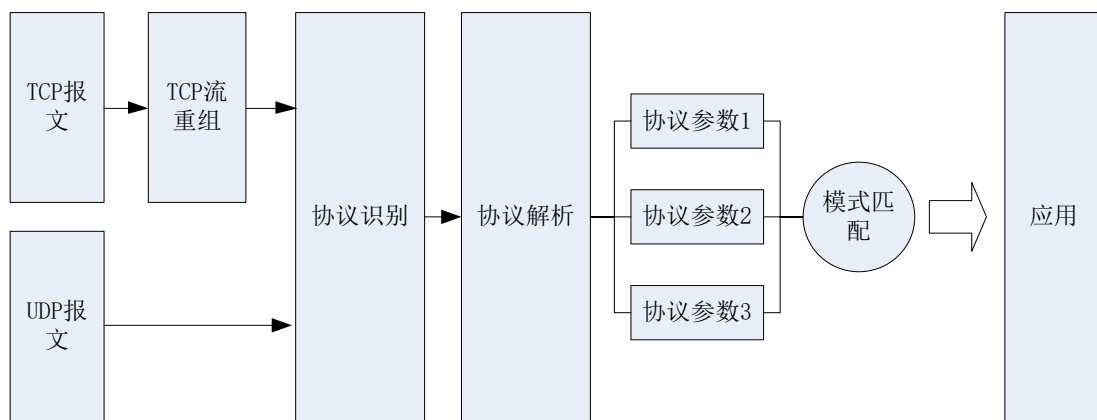 TCP报
文
TCP流
重组
UDP报
文
协议识别
协议解析
协议参数1
协议参数2
协议参数3
模式匹
配
应用